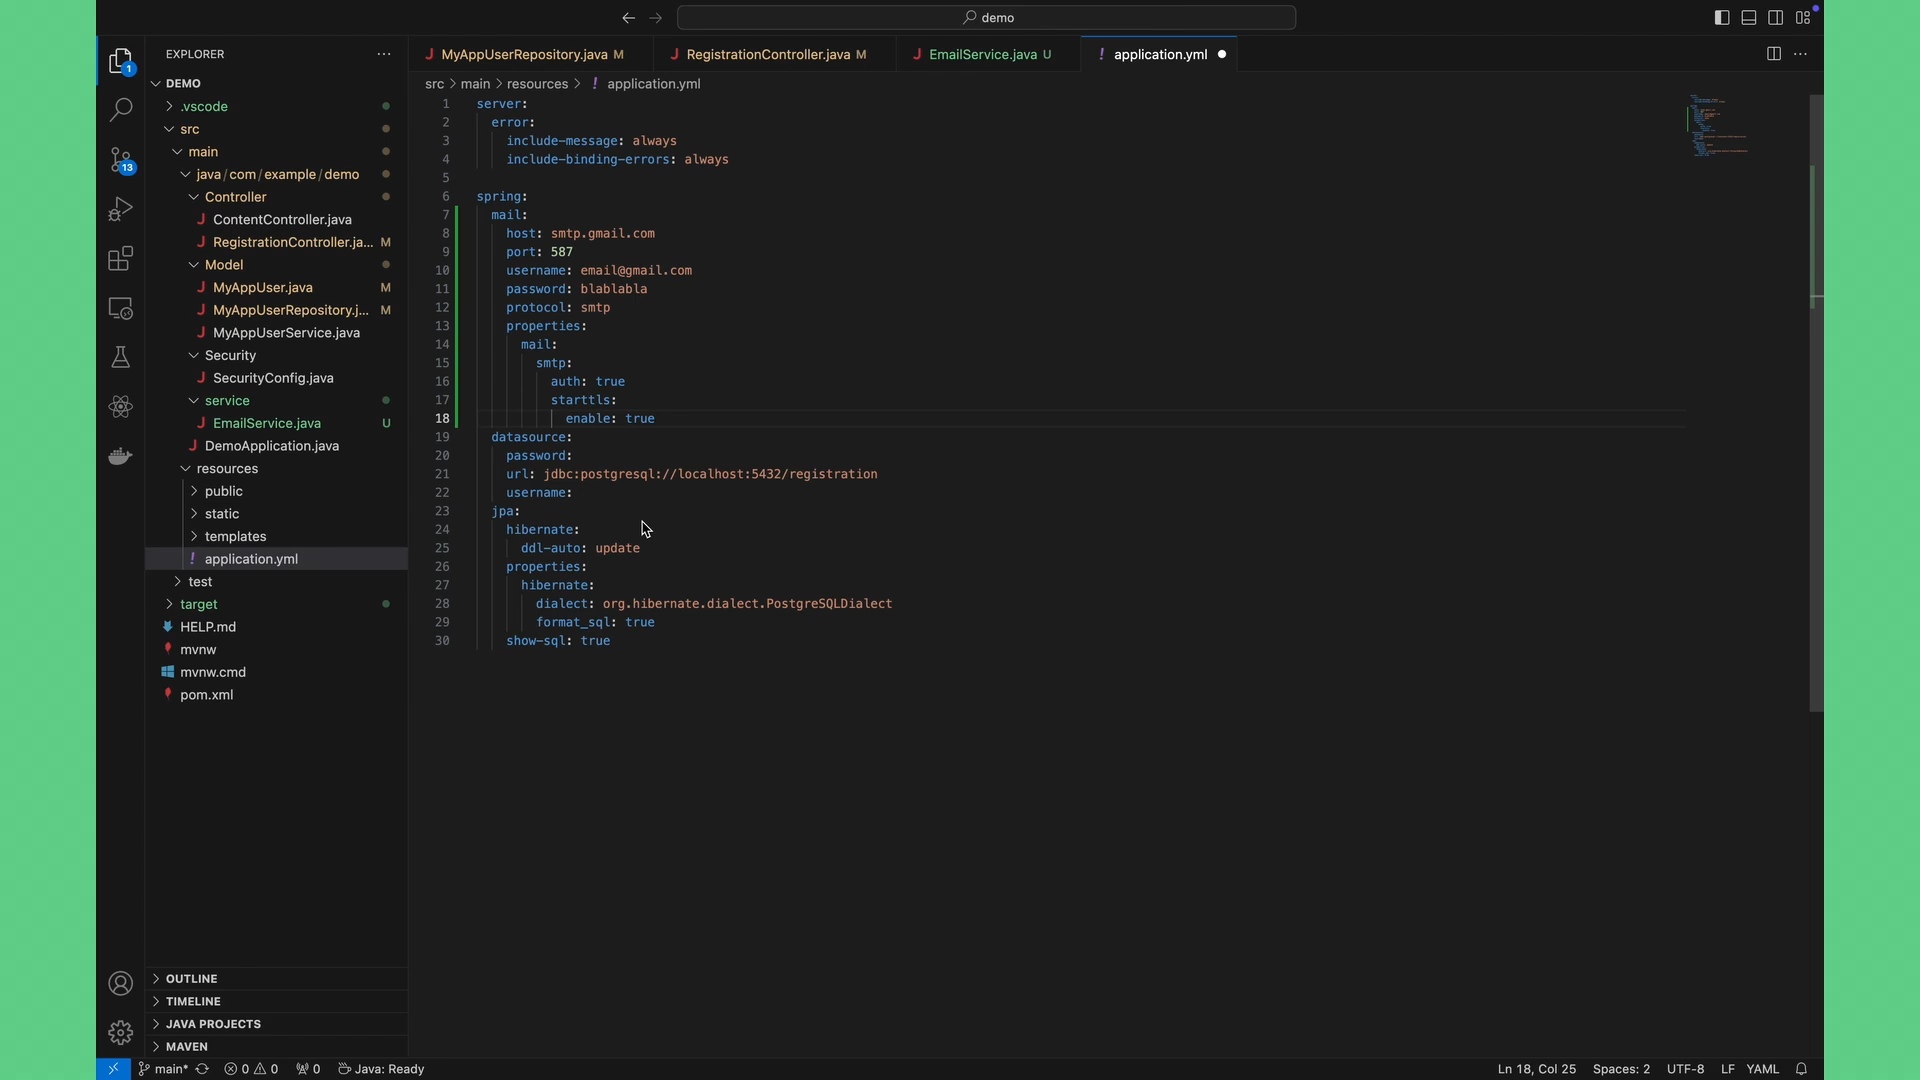 demo
EXPLORER
DEMO
.vscode
src
main
java/com/example/demo
Controller
ContentController.java
RegistrationController.ja... M
Model
MyAppUser.java M
MyAppUserRepository.j... M
MyAppUserService.java
Security
SecurityConfig.java
service
EmailService.java U
DemoApplication.java
resources
public
static
templates
! application.yml
test
target
HELP.md
mvnw
mvnw.cmd
pom.xml
OUTLINE
TIMELINE
JAVA PROJECTS
MAVEN
1
13
J MyAppUserRepository.java M J RegistrationController.java M J EmailService.java U ! application.yml
src > main > resources > ! application.yml
1 server:
2 error:
3 include-message: always
4 include-binding-errors: always
5
6 spring:
7 mail:
8 host: smtp.gmail.com
9 port: 587
10 username: email@gmail.com
11 password: blablabla
12 protocol: smtp
13 properties:
14 mail:
15 smtp:
16 auth: true
17 starttls:
18 enable: true
19 datasource:
20 password:
21 url: jdbc:postgresql://localhost:5432/registration
22 username:
23 jpa:
24 hibernate:
25 ddl-auto: update
26 properties:
27 hibernate:
28 dialect: org.hibernate.dialect.PostgreSQLDialect
29 format_sql: true
30 show-sql: true
main* 0 0 0 Java: Ready Ln 18, Col 25 Spaces: 2 UTF-8 LF YAML